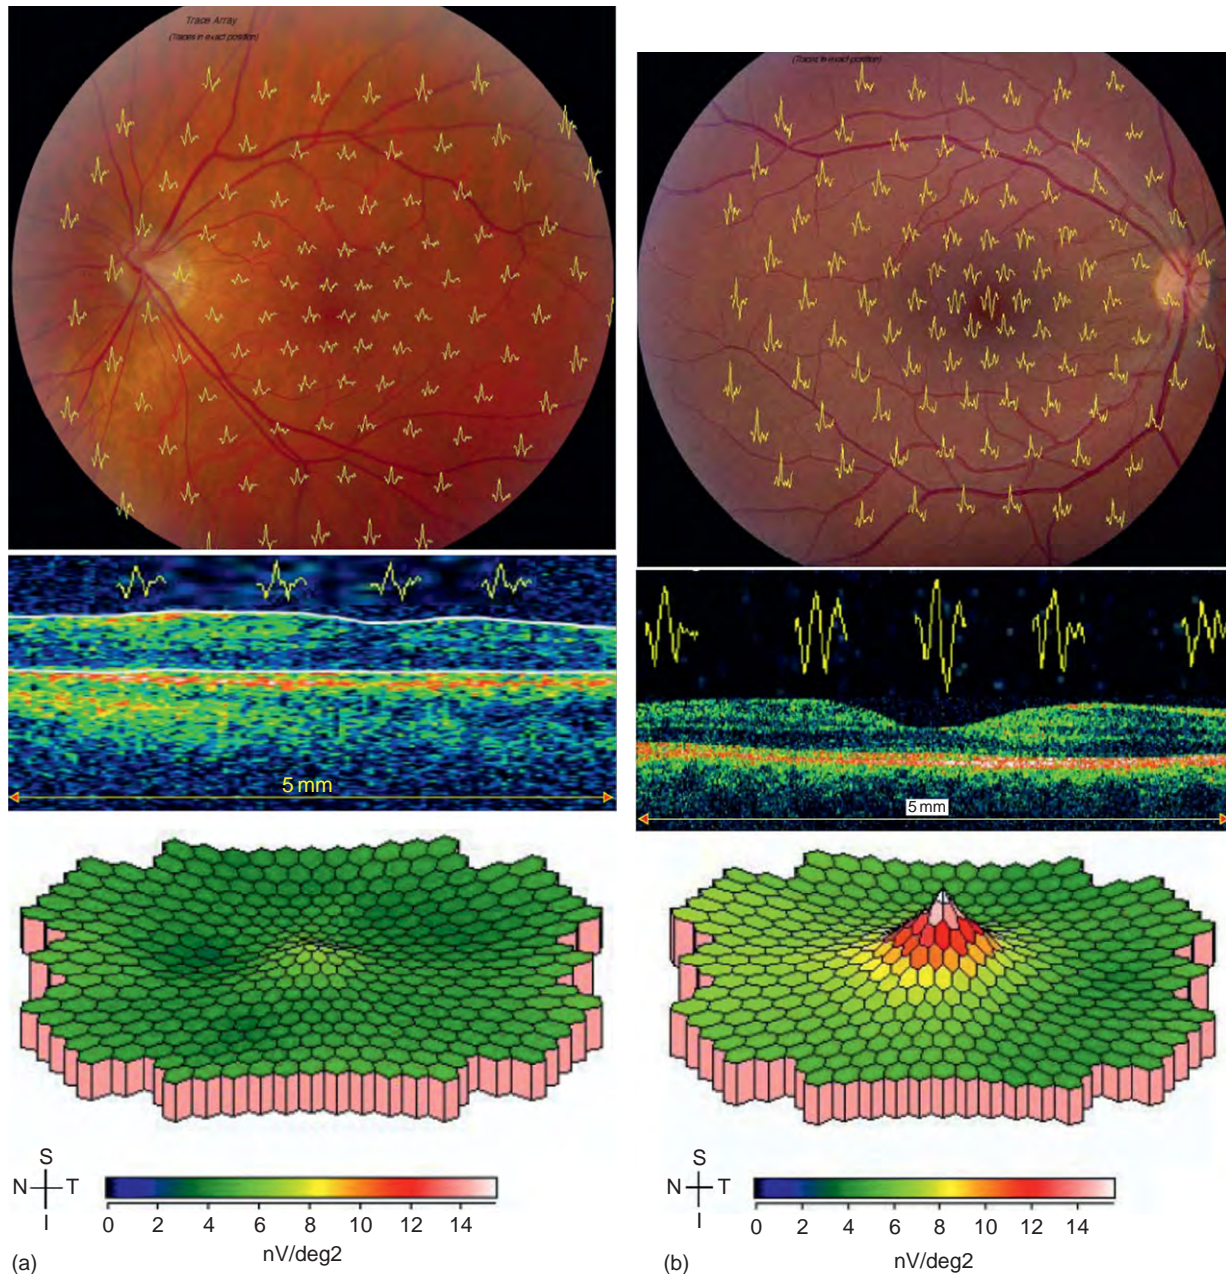 Trace Array
(Traces in exact position)
(Traces in exact position)
5 mm
5 mm
S
N T
I
0 2 4 6 8 10 12 14
nV/deg2
(a)
S
N T
I
0 2 4 6 8 10 12 14
nV/deg2
(b)